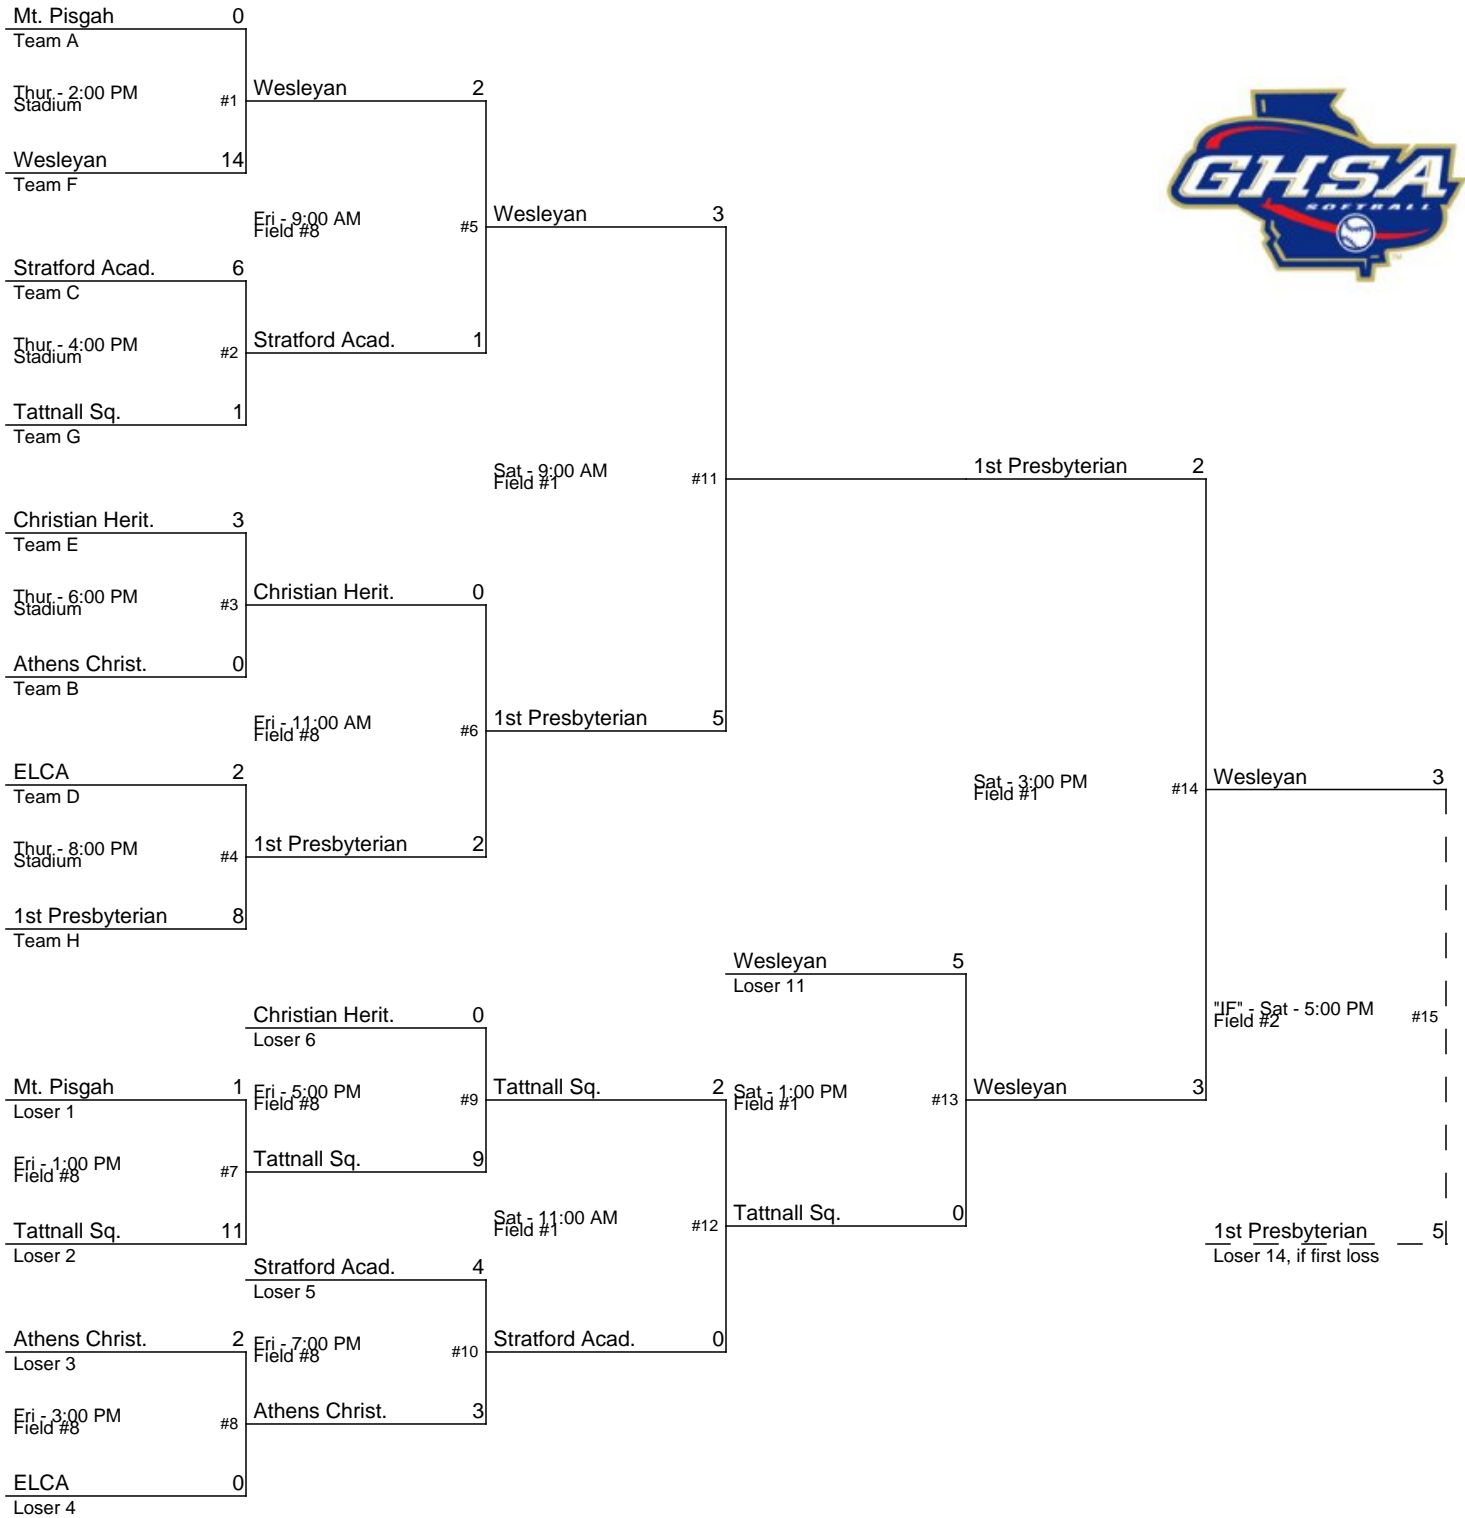 Mt. Pisgah 0
Team A
Thur - 2:00 PM
Stadium
#1
Wesleyan 14
Team F
Wesleyan 2
Fri - 9:00 AM
Field #8
#5
Stratford Acad. 6
Team C
Thur - 4:00 PM
Stadium
#2
Tattnall Sq. 1
Team G
Stratford Acad. 1
Wesleyan 3
Sat - 9:00 AM
Field #1
#11
Christian Herit. 3
Team E
Thur - 6:00 PM
Stadium
#3
Athens Christ. 0
Team B
Christian Herit. 0
Fri - 11:00 AM
Field #8
#6
ELCA 2
Team D
Thur - 8:00 PM
Stadium
#4
1st Presbyterian 8
Team H
1st Presbyterian 2
1st Presbyterian 5
GHSA
SOFTBALL
TM
1st Presbyterian 2
Sat - 3:00 PM
Field #1
#14
Wesleyan 3
"IF" - Sat - 5:00 PM
Field #2
#15
1st Presbyterian 5
Loser 14, if first loss
Wesleyan 5
Loser 11
Sat - 1:00 PM
Field #1
#13
Wesleyan 3
Christian Herit. 0
Loser 6
Fri - 5:00 PM
Field #8
#9
Tattnall Sq. 2
Mt. Pisgah 1
Loser 1
Fri - 1:00 PM
Field #8
#7
Tattnall Sq. 11
Loser 2
Tattnall Sq. 9
Sat - 11:00 AM
Field #1
#12
Tattnall Sq. 0
Stratford Acad. 4
Loser 5
Fri - 7:00 PM
Field #8
#10
Stratford Acad. 0
Athens Christ. 2
Loser 3
Fri - 3:00 PM
Field #8
#8
ELCA 0
Loser 4
Athens Christ. 3